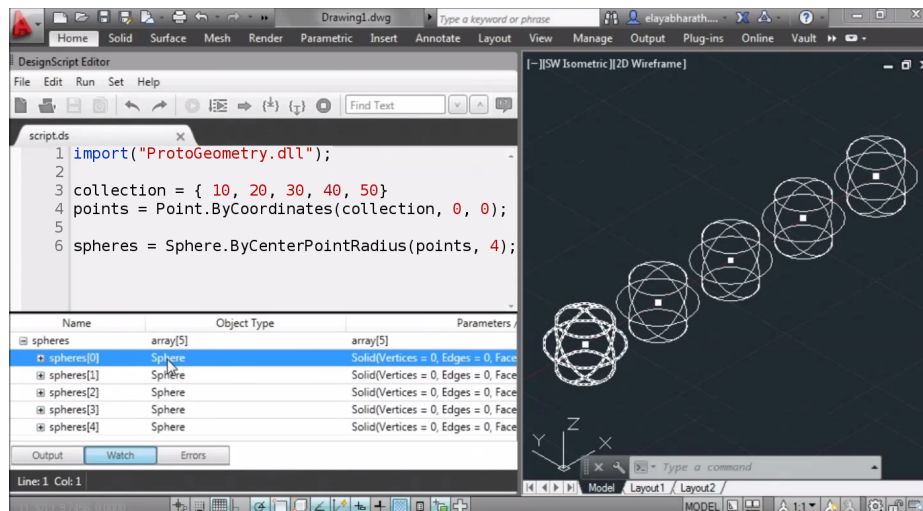 Drawing1.dwg
Type a keyword or phrase
elayabharath....
Home Solid Surface Mesh Render Parametric Insert Annotate Layout View Manage Output Plug-ins Online Vault
DesignScript Editor
File Edit Run Set Help
Find Text
script.ds
1 import("ProtoGeometry.dll");
2
3 collection = { 10, 20, 30, 40, 50}
4 points = Point.ByCoordinates(collection, 0, 0);
5
6 spheres = Sphere.ByCenterPointRadius(points, 4);
Name Object Type Parameters /
spheres array[5] array[5]
spheres[0] Sphere Solid(Vertices = 0, Edges = 0, Face
spheres[1] Sphere Solid(Vertices = 0, Edges = 0, Face
spheres[2] Sphere Solid(Vertices = 0, Edges = 0, Face
spheres[3] Sphere Solid(Vertices = 0, Edges = 0, Face
spheres[4] Sphere Solid(Vertices = 0, Edges = 0, Face
Output Watch Errors
Line: 1 Col: 1
[−][SW Isometric][2D Wireframe]
Z
Y X
Type a command
Model Layout1 Layout2
MODEL 1:1